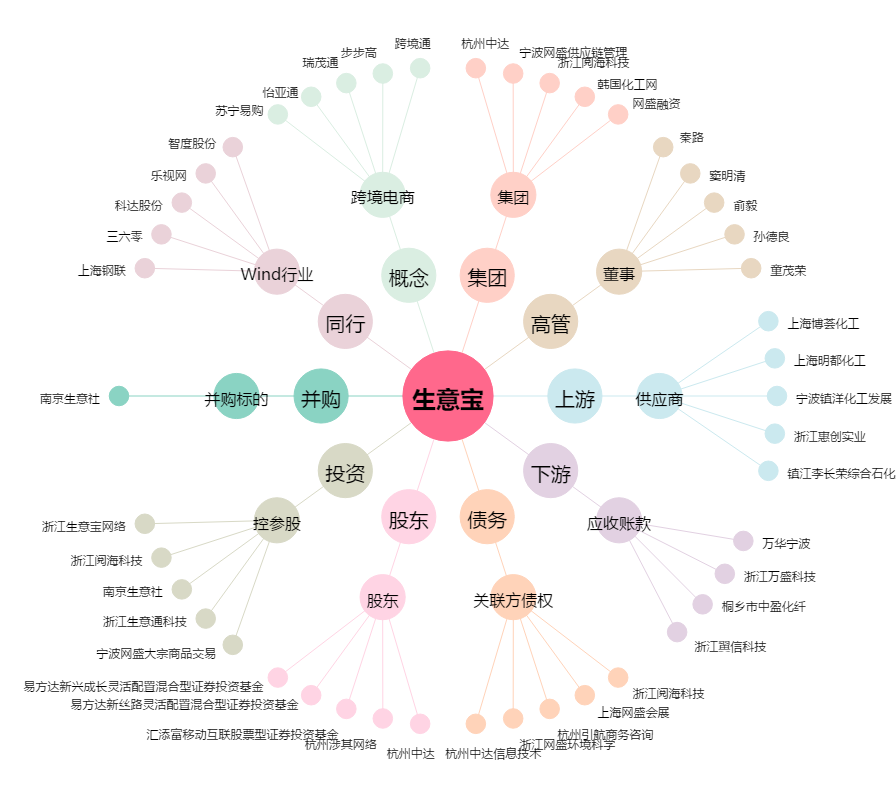 跨境通
杭州中达
步步高
宁波网盛供应链管理
瑞茂通
浙江阅海科技
怡亚通
韩国化工网
苏宁易购
网盛融资
智度股份
秦路
乐视网
窦明清
跨境电商
集团
科达股份
俞毅
三六零
孙德良
上海钢联
Wind行业
概念
集团
董事
童茂荣
同行
高管
上海博荟化工
上海明都化工
南京生意社
并购标的
并购
生意宝
上游
供应商
宁波镇洋化工发展
浙江惠创实业
投资
下游
镇江李长荣综合石化
浙江生意宝网络
控参股
股东
债务
应收账款
万华宁波
浙江阅海科技
浙江万盛科技
南京生意社
股东
关联方债权
桐乡市中盈化纤
浙江生意通科技
浙江舆信科技
宁波网盛大宗商品交易
易方达新兴成长灵活配置混合型证券投资基金
浙江阅海科技
易方达新丝路灵活配置混合型证券投资基金
上海网盛会展
汇添富移动互联股票型证券投资基金
杭州引航商务咨询
杭州涉其网络
浙江网盛环境科学
杭州中达
杭州中达信息技术